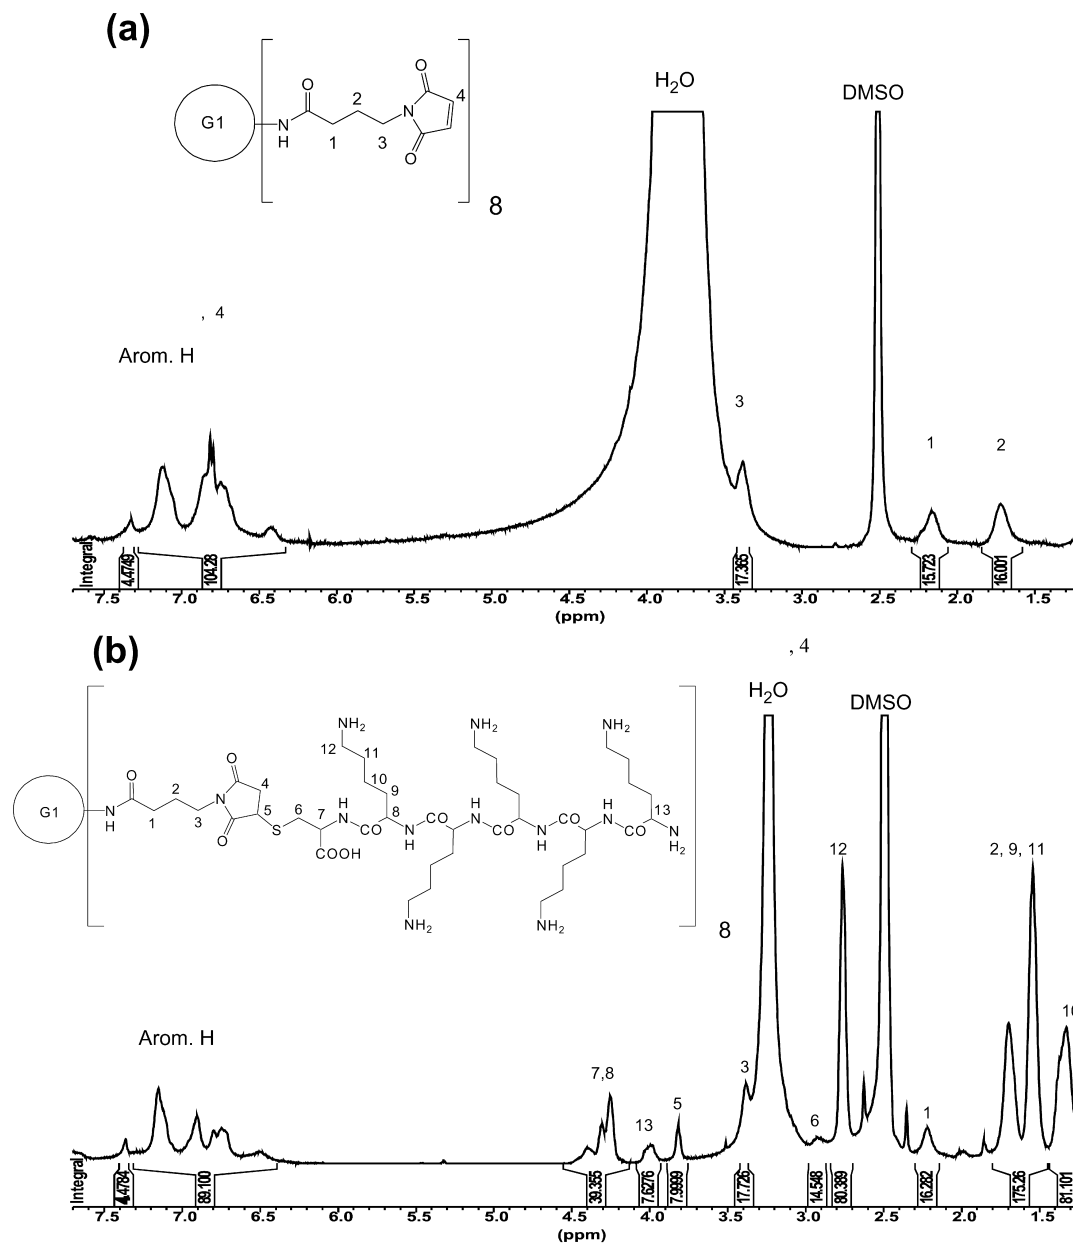 (a)
O
O
2
4
N
G1
N
H
1
3
O
8
H2O
DMSO
, 4
Arom. H
3
1
2
Integral
4.4749
104.28
17.365
15.723
16.001
7.5 7.0 6.5 6.0 5.5 5.0 4.5 4.0 3.5 3.0 2.5 2.0 1.5
(ppm)
(b)
, 4
H2O
DMSO
NH2 NH2 NH2
12
11
10
9
O
O
2
4
G1
N
H
1
3
N
5
O
S
6
7
H
N
CO
8
N
H
CO
H
N
CO
N
H
CO
H
N
CO
13
N
H2
COOH
NH2 NH2
8
12
2, 9, 11
10
Arom. H
7,8
13
5
3
6
1
Integral
89.100
39.355
7.6276
7.9999
17.726
14.548
80.389
16.282
175.26
81.101
7.5 7.0 6.5 6.0 5.5 5.0 4.5 4.0 3.5 3.0 2.5 2.0 1.5
(ppm)